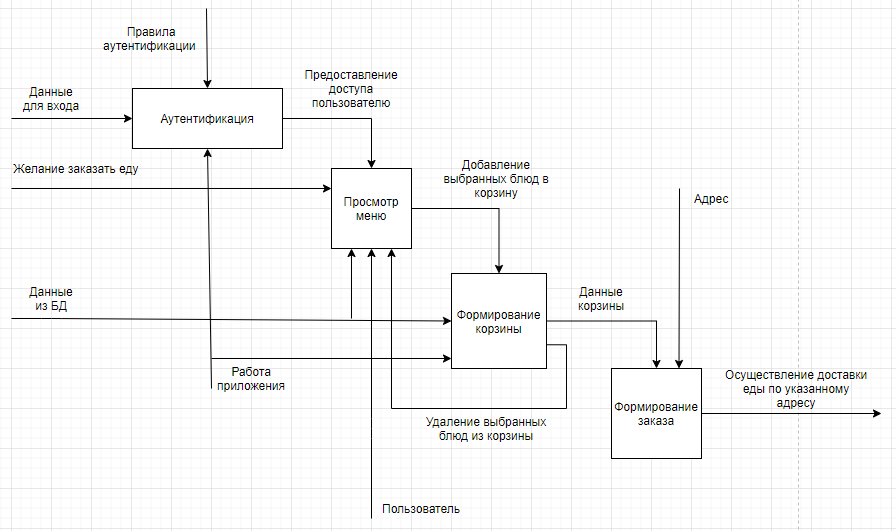 Правила
аутентификации
Данные
для входа
Аутентификация
Предоставление
доступа
пользователю
Желание заказать еду
Просмотр
меню
Добавление
выбранных блюд в
корзину
Адрес
Данные
из БД
Формирование
корзины
Данные
корзины
Работа
приложения
Удаление выбранных
блюд из корзины
Формирование
заказа
Осуществление доставки
еды по указанному
адресу
Пользователь